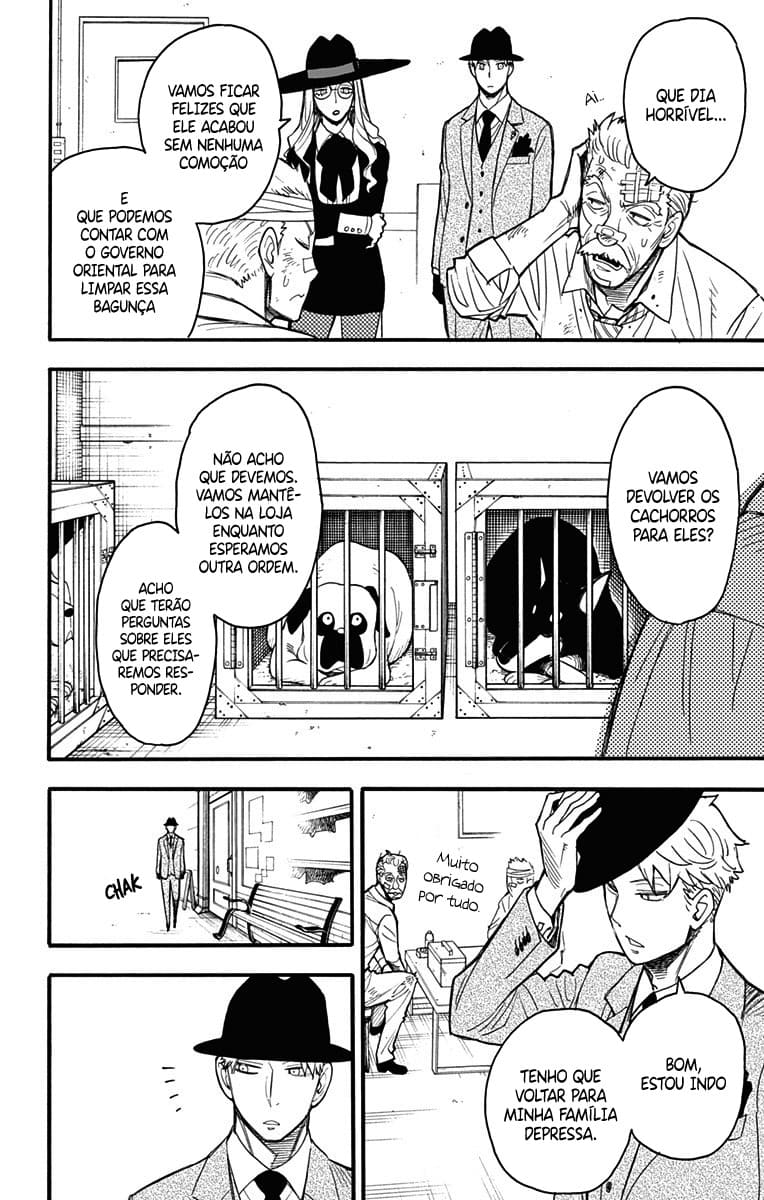 QUE DIA
HORRÍVEL...
Ai..
VAMOS FICAR
FELIZES QUE
ELE ACABOU
SEM NENHUMA
COMOÇÃO
E
QUE PODEMOS
CONTAR COM
O GOVERNO
ORIENTAL PARA
LIMPAR ESSA
BAGUNÇA
VAMOS
DEVOLVER OS
CACHORROS
PARA ELES?
NÃO ACHO
QUE DEVEMOS.
VAMOS MANTÊ-
LOS NA LOJA
ENQUANTO
ESPERAMOS
OUTRA ORDEM.
ACHO
QUE TERÃO
PERGUNTAS
SOBRE ELES
QUE PRECISA-
REMOS RES-
PONDER.
BOM,
ESTOU INDO
TENHO QUE
VOLTAR PARA
MINHA FAMÍLIA
DEPRESSA.
Muito
obrigado
por tudo.
CHAK